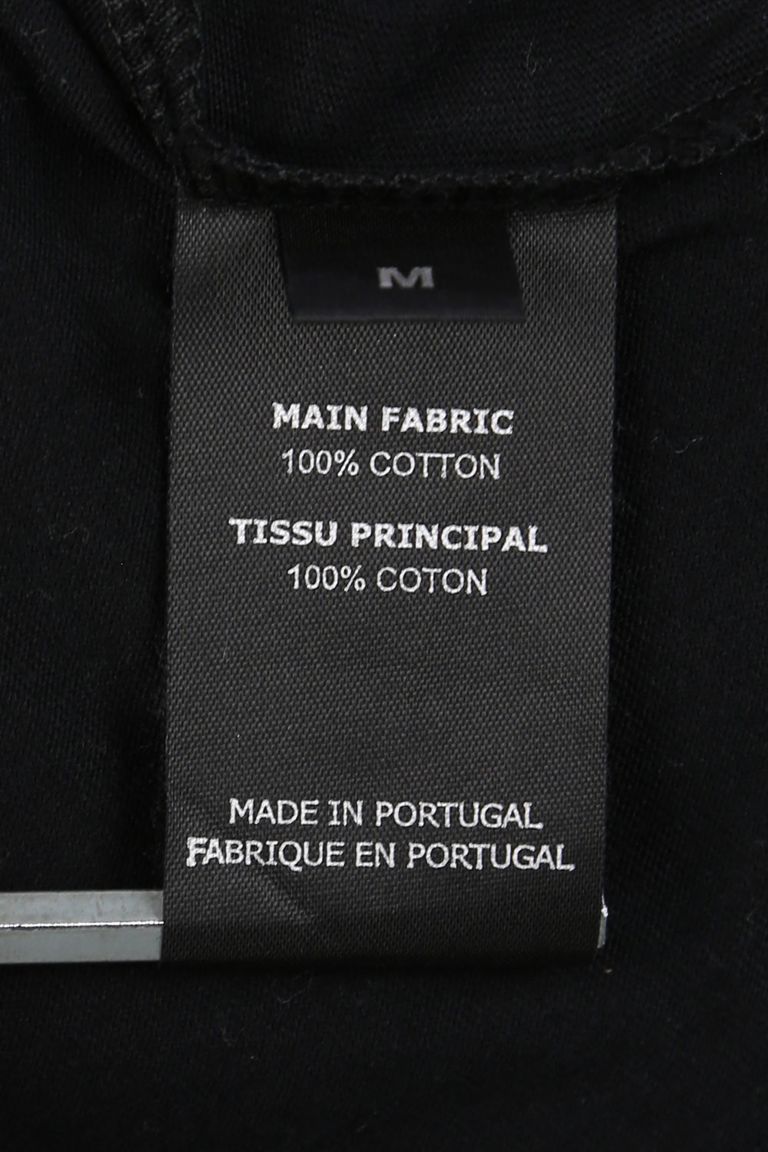 M
MAIN FABRIC
100% COTTON
TISSU PRINCIPAL
100% COTON
MADE IN PORTUGAL
FABRIQUE EN PORTUGAL